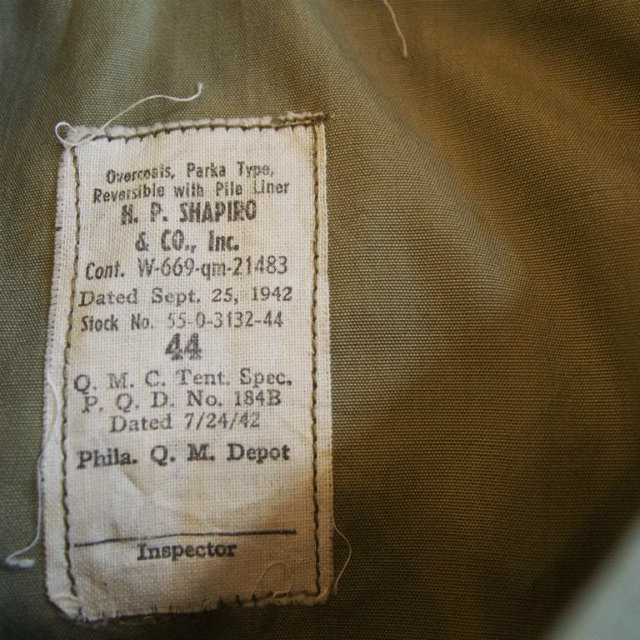 Overcoats, Parka Type,
Reversible with Pile Liner
H. P. SHAPIRO
& CO., Inc.
Cont. W-669-qm-21483
Dated Sept. 25, 1942
Stock No. 55-O-3132-44
44
Q. M. C. Tent. Spec.
P. Q. D. No. 184B
Dated 7/24/42
Phila. Q. M. Depot
Inspector